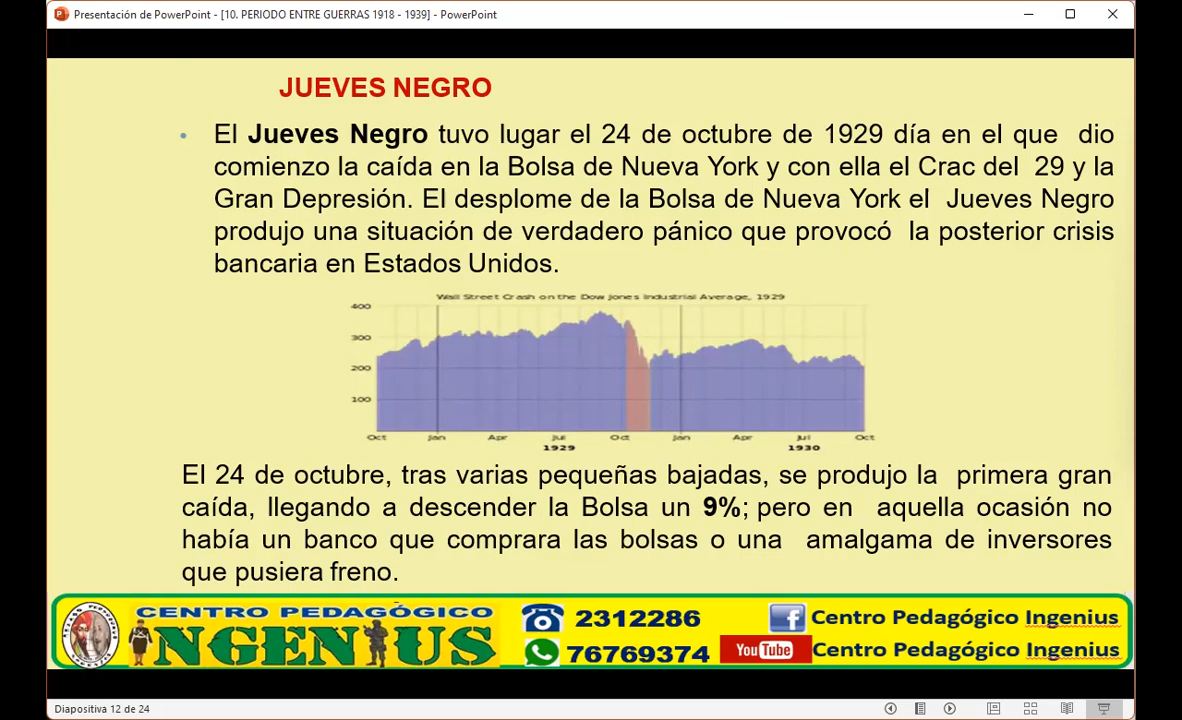 Presentación de PowerPoint - [10. PERIODO ENTRE GUERRAS 1918 - 1939] - PowerPoint
JUEVES NEGRO
• El Jueves Negro tuvo lugar el 24 de octubre de 1929 día en el que dio
comienzo la caída en la Bolsa de Nueva York y con ella el Crac del 29 y la
Gran Depresión. El desplome de la Bolsa de Nueva York el Jueves Negro
produjo una situación de verdadero pánico que provocó la posterior crisis
bancaria en Estados Unidos.
Wall Street Crash on the Dow Jones Industrial Average, 1929
400
300
200
100
Oct Jan Apr Jul Oct Jan Apr Jul Oct
1929 1930
El 24 de octubre, tras varias pequeñas bajadas, se produjo la primera gran
caída, llegando a descender la Bolsa un 9%; pero en aquella ocasión no
había un banco que comprara las bolsas o una amalgama de inversores
que pusiera freno.
CENTRO PEDAGÓGICO
INGENIUS
2312286
76769374
f Centro Pedagógico Ingenius
YouTube Centro Pedagógico Ingenius
Diapositiva 12 de 24